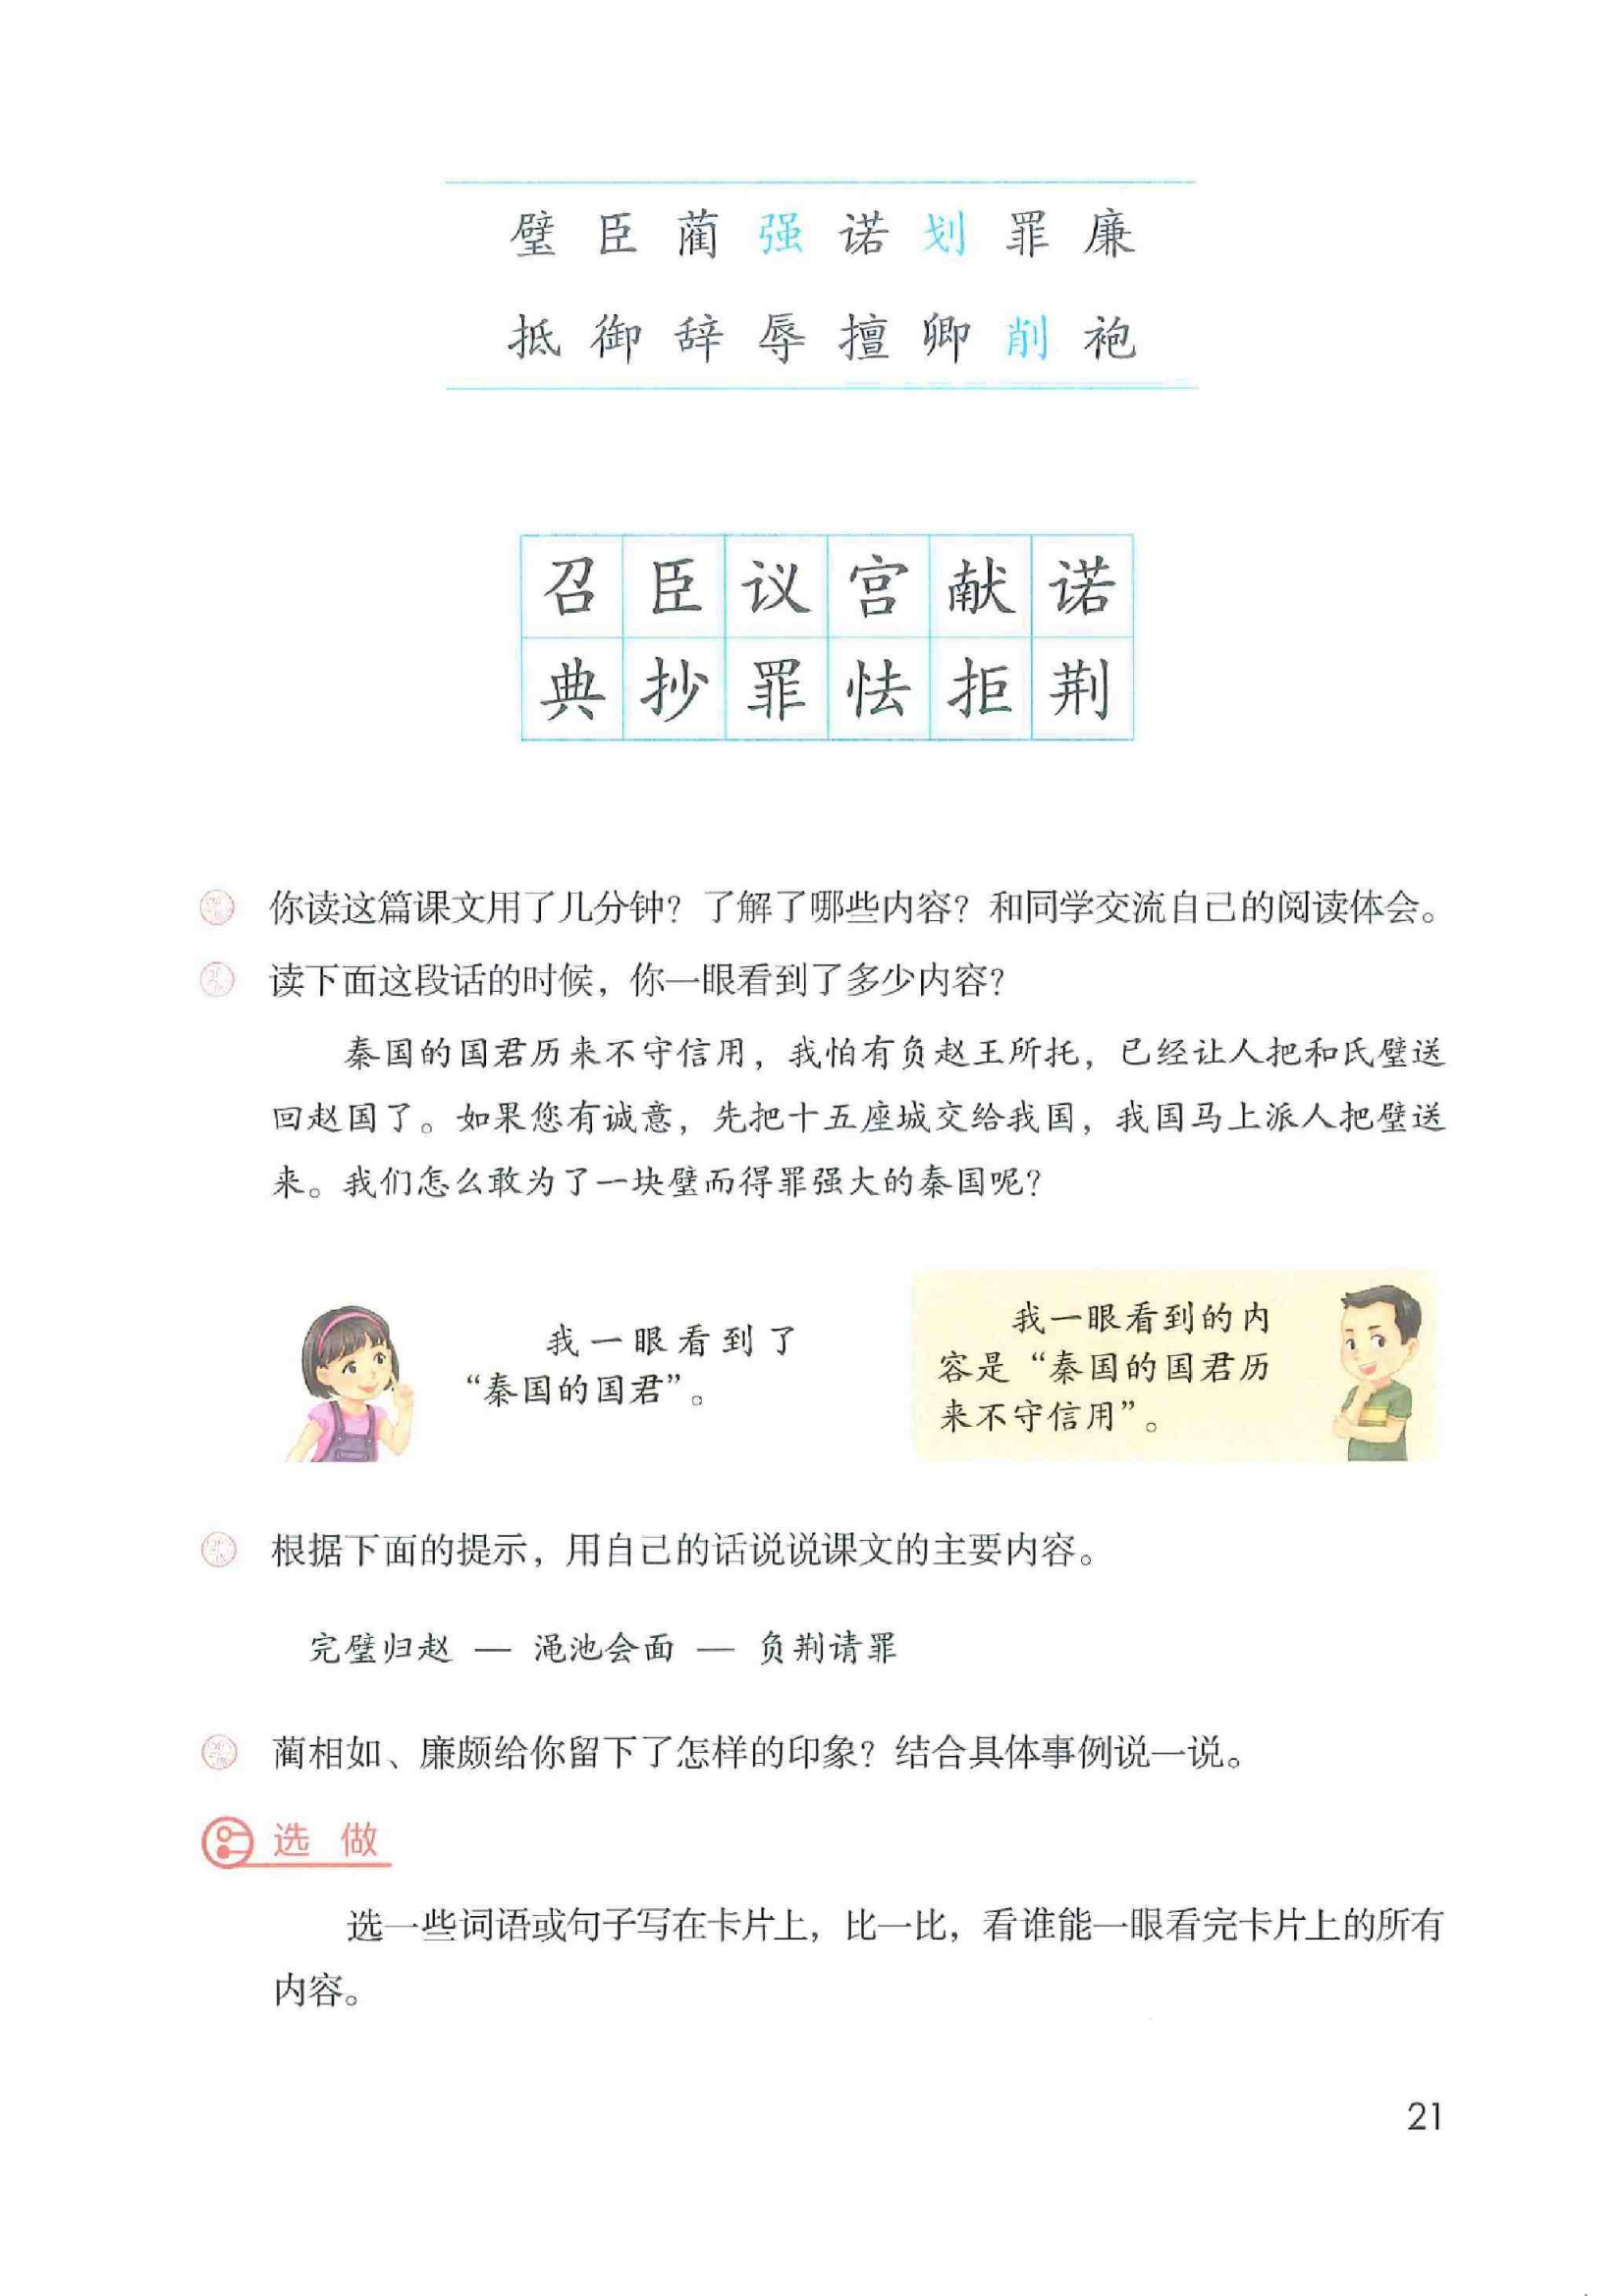 璧 臣 蔺 强 诺 划 罪 廉
抵 御 辞 辱 擅 卿 削 袍
召 臣 议 宫 献 诺
典 抄 罪 怯 拒 荆
你读这篇课文用了几分钟？了解了哪些内容？和同学交流自己的阅读体会。
读下面这段话的时候，你一眼看到了多少内容？
秦国的国君历来不守信用，我怕有负赵王所托，已经让人把和氏璧送
回赵国了。如果您有诚意，先把十五座城交给我国，我国马上派人把璧送
来。我们怎么敢为了一块璧而得罪强大的秦国呢？
我一眼看到了
“秦国的国君”。
我一眼看到的内
容是“秦国的国君历
来不守信用”。
根据下面的提示，用自己的话说说课文的主要内容。
完璧归赵 — 渑池会面 — 负荆请罪
蔺相如、廉颇给你留下了怎样的印象？结合具体事例说一说。
选 做
选一些词语或句子写在卡片上，比一比，看谁能一眼看完卡片上的所有
内容。
21